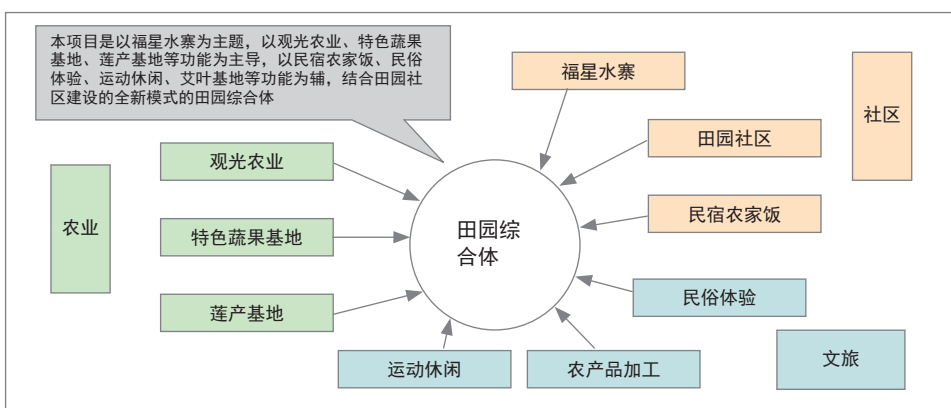 本项目是以福星水寨为主题，以观光农业、特色蔬果
基地、莲产基地等功能为主导，以民宿农家饭、民俗
体验、运动休闲、艾叶基地等功能为辅，结合田园社
区建设的全新模式的田园综合体
福星水寨
社区
田园社区
观光农业
农业
特色蔬果基地
田园综
合体
民宿农家饭
莲产基地
民俗体验
运动休闲
农产品加工
文旅